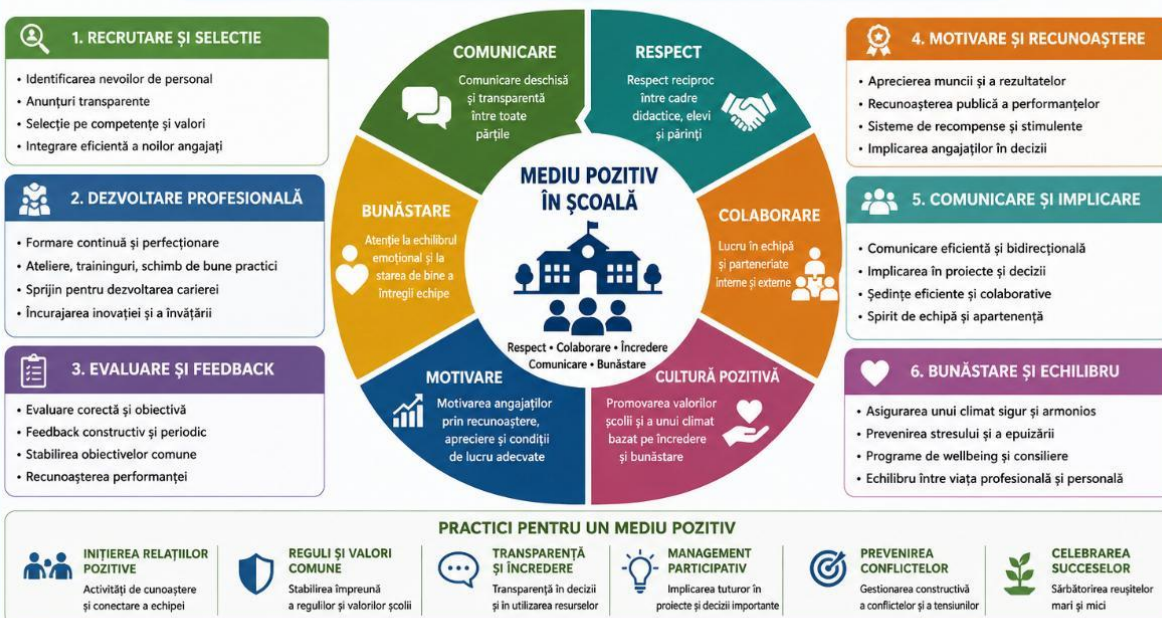 1. RECRUTARE ȘI SELECTIE
• Identificarea nevoilor de personal
• Anunțuri transparente
• Selecție pe competențe și valori
• Integrare eficientă a noilor angajați
2. DEZVOLTARE PROFESIONALĂ
• Formare continuă și perfecționare
• Ateliere, traininguri, schimb de bune practici
• Sprijin pentru dezvoltarea carierei
• Încurajarea inovației și a învățării
3. EVALUARE ȘI FEEDBACK
• Evaluare corectă și obiectivă
• Feedback constructiv și periodic
• Stabilirea obiectivelor comune
• Recunoașterea performanței
COMUNICARE
Comunicare deschisă
și transparentă
între toate
părțile
RESPECT
Respect reciproc
între cadre
didactice, elevi
și părinți
BUNĂSTARE
Atenție la echilibrul
emoțional și la
starea de bine a
întregii echipe
MEDIU POZITIV
ÎN ȘCOALĂ
Respect • Colaborare • Încredere
Comunicare • Bunăstare
COLABORARE
Lucru în echipă
și parteneriate
interne și externe
MOTIVARE
Motivarea angajaților
prin recunoaștere,
apreciere și condiții
de lucru adecvate
CULTURĂ POZITIVĂ
Promovarea valorilor
școlii și a unui climat
bazat pe încredere
și bunăstare
4. MOTIVARE ȘI RECUNOAȘTERE
• Aprecierea muncii și a rezultatelor
• Recunoașterea publică a performanțelor
• Sisteme de recompense și stimulente
• Implicarea angajaților în decizii
5. COMUNICARE ȘI IMPLICARE
• Comunicare eficientă și bidirecțională
• Implicarea în proiecte și decizii
• Ședințe eficiente și colaborative
• Spirit de echipă și apartenență
6. BUNĂSTARE ȘI ECHILIBRU
• Asigurarea unui climat sigur și armonios
• Prevenirea stresului și a epuizării
• Programe de wellbeing și consiliere
• Echilibru între viața profesională și personală
PRACTICI PENTRU UN MEDIU POZITIV
INIȚIEREA RELAȚIILOR
POZITIVE
Activități de cunoaștere
și conectare a echipei
REGULI ȘI VALORI
COMUNE
Stabilirea împreună
a regulilor și valorilor școlii
TRANSPARENȚĂ
ȘI ÎNCREDERE
Transparență în decizii
și în utilizarea resurselor
MANAGEMENT
PARTICIPATIV
Implicarea tuturor în
proiecte și decizii importante
PREVENIREA
CONFLICTELOR
Gestionarea constructivă
a conflictelor și a tensiunilor
CELEBRAREA
SUCCESELOR
Sărbătorirea reușitelor
mari și mici